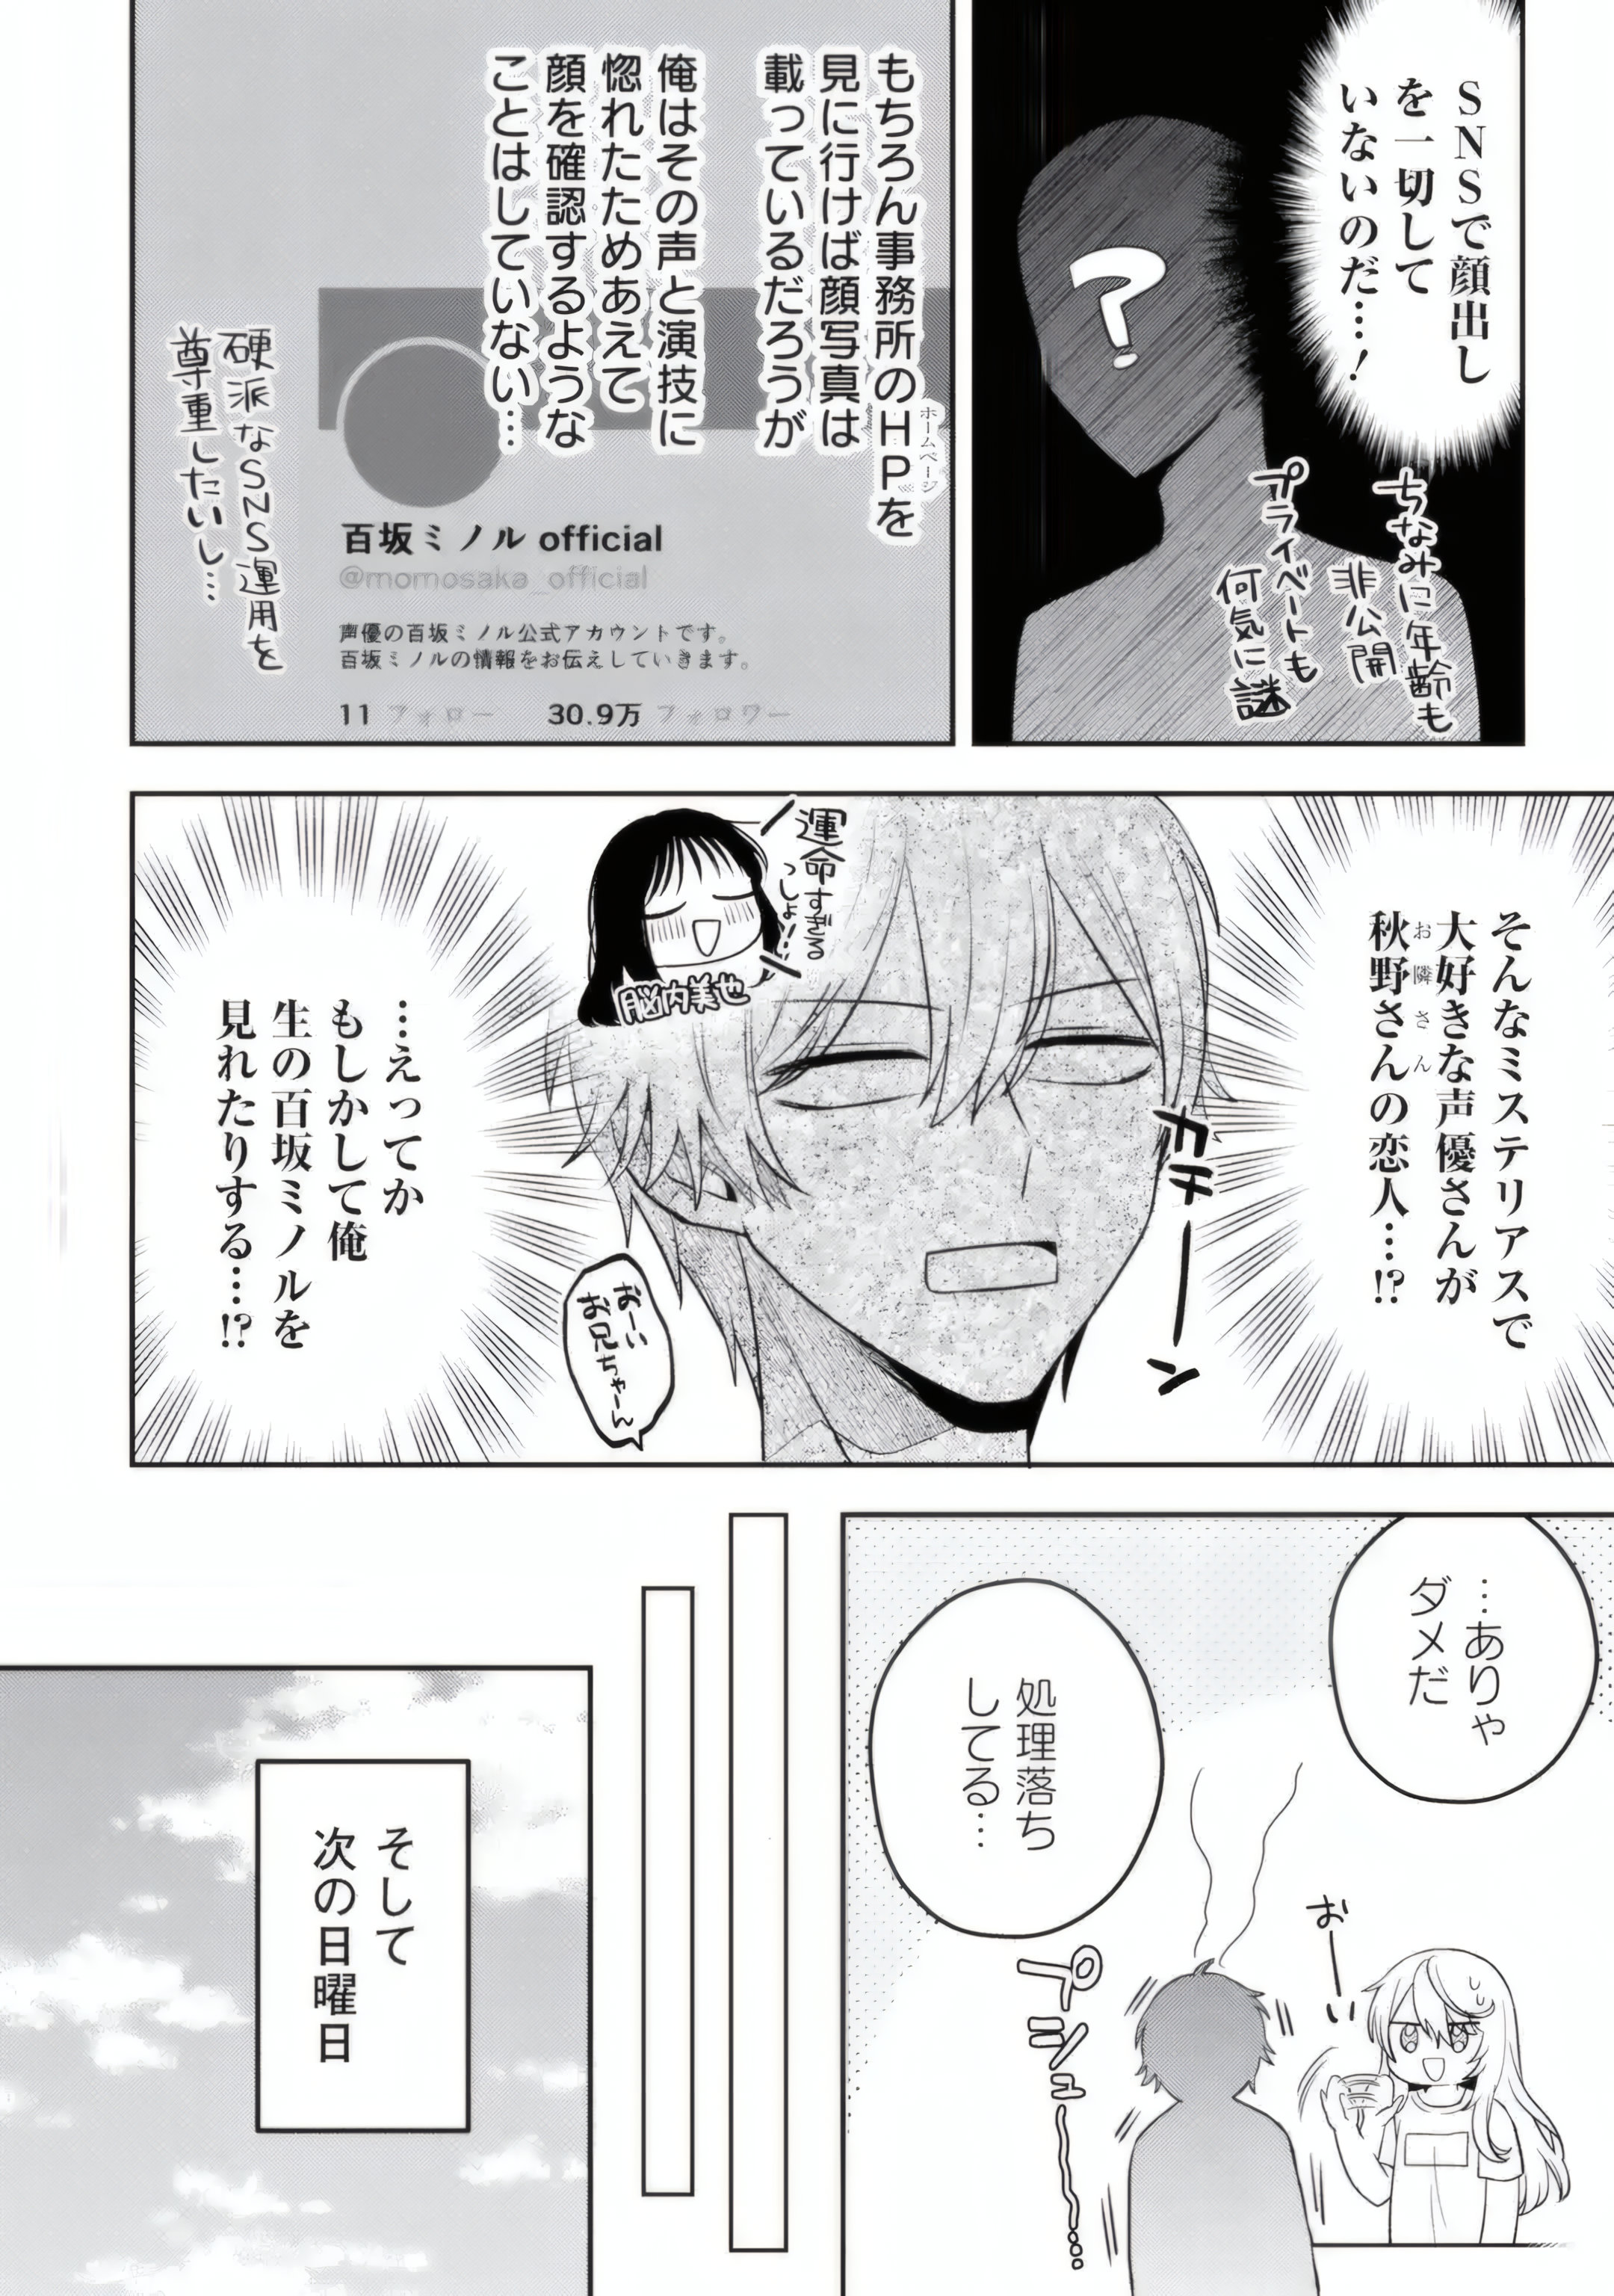 SNSで顔出し
を一切して
いないのだ…！
ちなみに年齢も
非公開
プライベートも
何気に謎
もちろん事務所のHPを
ホームページ
見に行けば顔写真は
載っているだろうが
俺はその声と演技に
惚れたためあえて
顔を確認するような
ことはしていない…
硬派なSNS運用を
尊重したいし…
百坂ミノル official
@momosaka_official
声優の百坂ミノル公式アカウントです。
百坂ミノルの情報をお伝えしていきます。
11 フォロー 30.9万 フォロワー
そんなミステリアスで
大好きな声優さんが
秋野さんの恋人…!?
お隣さん
カチーン
運命すぎる
っしょ！…
脳内美也
おーい
お兄ちゃーん
…えってか
もしかして俺
生の百坂ミノルを
見れたりする…!?
…ありゃ
ダメだ
処理落ち
してる…
おーい
プシュ〜〜…
そして
次の日曜日